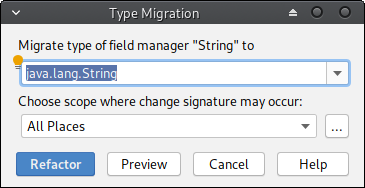 Type Migration
Migrate type of field manager "String" to
java.lang.String
Choose scope where change signature may occur:
All Places
...
Refactor Preview Cancel Help